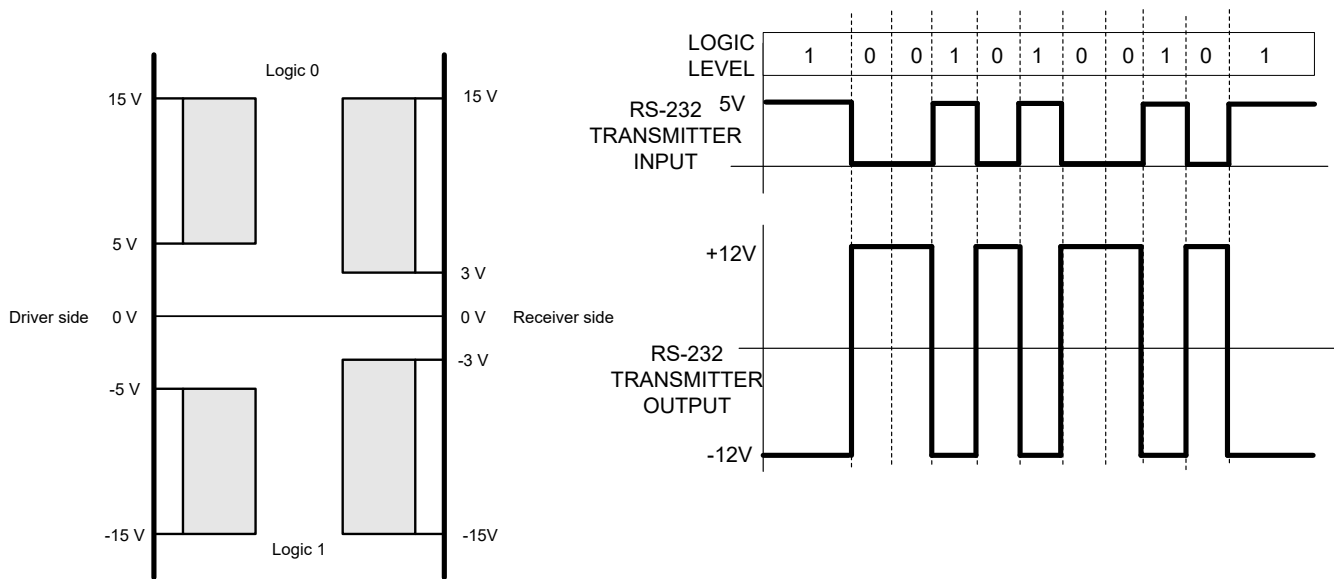 Logic 0
15 V
15 V
5 V
3 V
Driver side
0 V
0 V
Receiver side
-3 V
-5 V
-15 V
-15V
Logic 1
LOGIC
LEVEL
1 0 0 1 0 1 0 0 1 0 1
RS-232
TRANSMITTER
INPUT
5V
+12V
RS-232
TRANSMITTER
OUTPUT
-12V